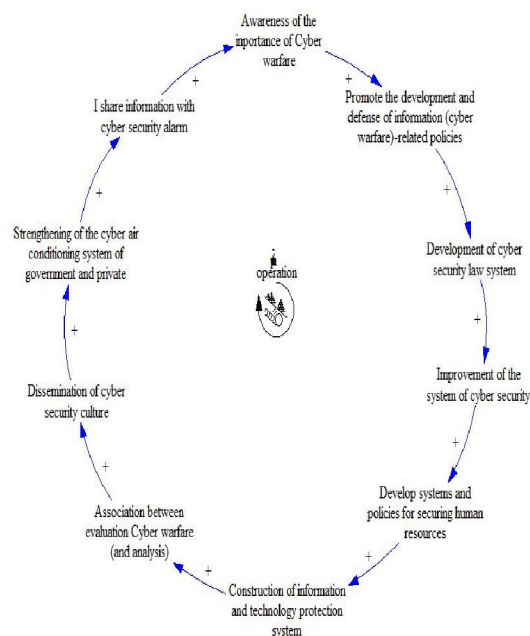 Awareness of the
inportance of Cyber
warfare
+
Promote the development and
defense of information (cyber
warfare)-related policies
+
Development of cyber
security law system
+
Improvement of the
system of cyber security
+
Develop systems and
policies for securing human
resources
+
Construction of information
and technology protection
system
+
Association between
evaluation Cyber warfare
(and analysis)
+
Dissemination of cyber
security culture
+
Strengthening of the cyber air
conditioning system of
government and private
+
I share information with
cyber security alarm
+
operation